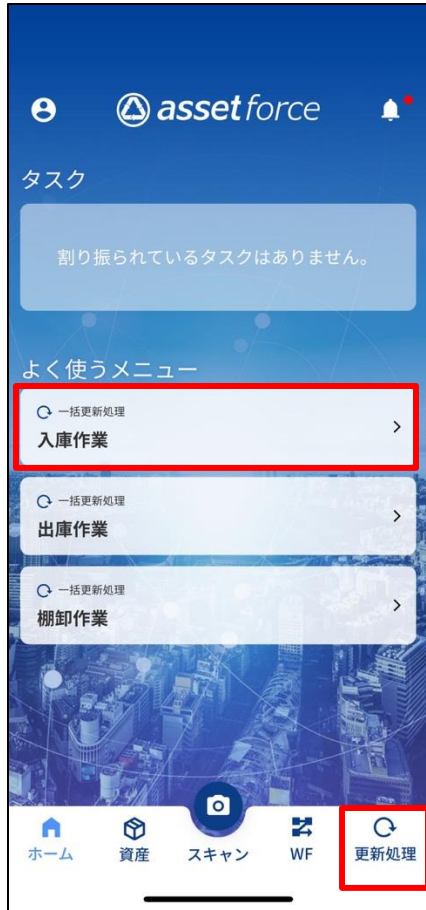 assetforce
タスク
割り振られているタスクはありません。
よく使うメニュー
一括更新処理
入庫作業
一括更新処理
出庫作業
一括更新処理
棚卸作業
ホーム 資産 スキャン WF 更新処理